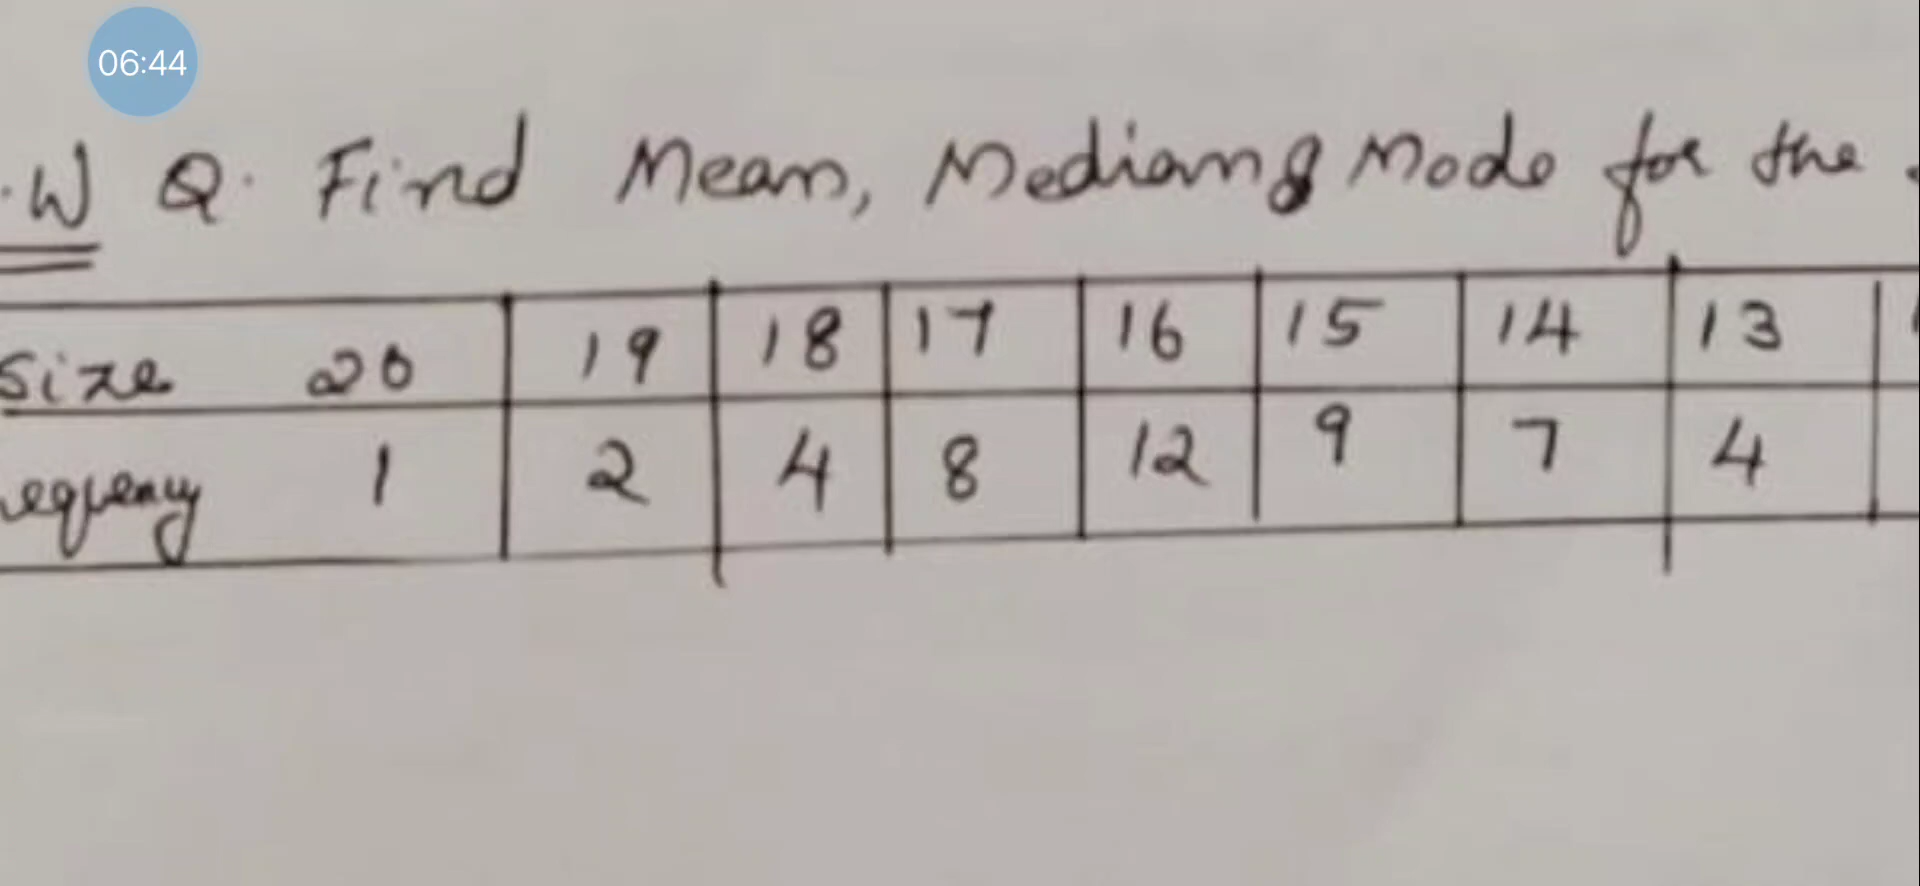 06:44
.W Q. Find Mean, Median & Mode for the
Size 20 19 18 17 16 15 14 13
requency 1 2 4 8 12 9 7 4